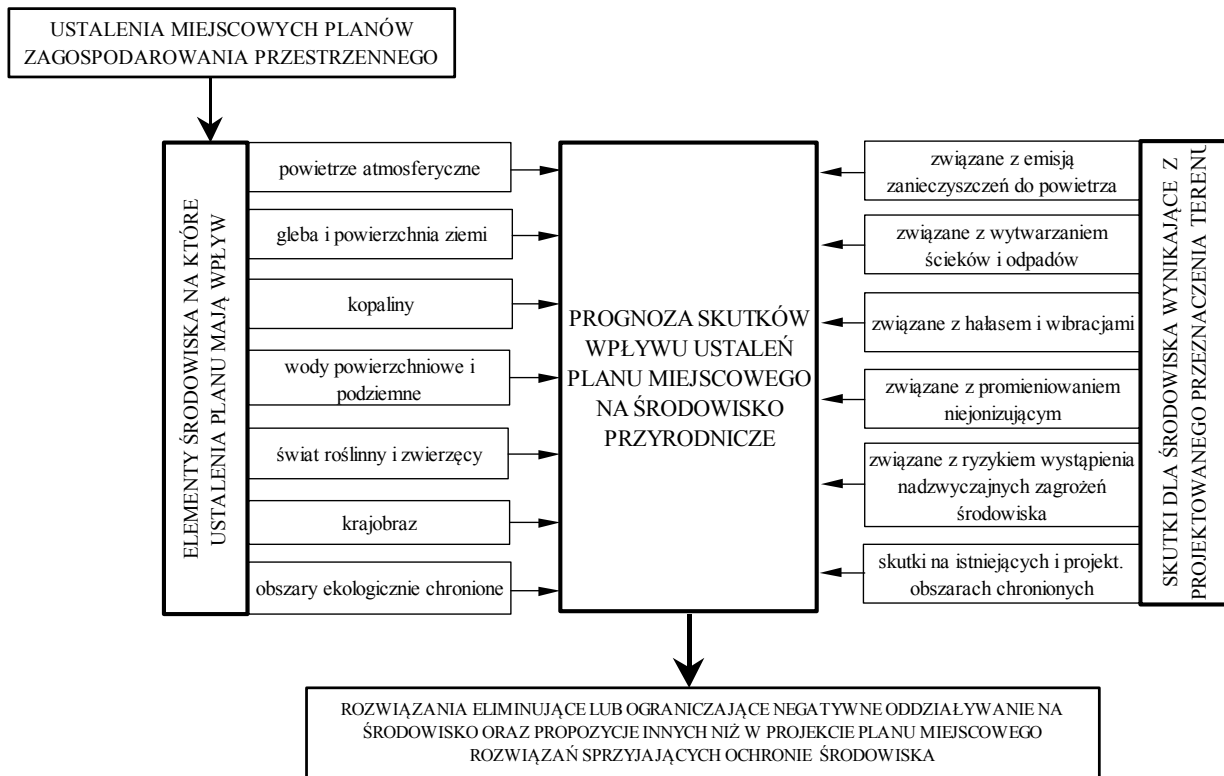 USTALENIA MIEJSCOWYCH PLANÓW
ZAGOSPODAROWANIA PRZESTRZENNEGO
ELEMENTY ŚRODOWISKA NA KTÓRE
USTALENIA PLANU MAJĄ WPŁYW
powietrze atmosferyczne
gleba i powierzchnia ziemi
kopaliny
wody powierzchniowe i
podziemne
świat roślinny i zwierzęcy
krajobraz
obszary ekologicznie chronione
PROGNOZA SKUTKÓW
WPŁYWU USTALEŃ
PLANU MIEJSCOWEGO
NA ŚRODOWISKO
PRZYRODNICZE
związane z emisją
zanieczyszczeń do powietrza
związane z wytwarzaniem
ścieków i odpadów
związane z hałasem i wibracjami
związane z promieniowaniem
niejonizującym
związane z ryzykiem wystąpienia
nadzwyczajnych zagrożeń
środowiska
skutki na istniejących i projekt.
obszarach chronionych
SKUTKI DLA ŚRODOWISKA WYNIKAJĄCE Z
PROJEKTOWANEGO PRZEZNACZENIA TERENU
ROZWIĄZANIA ELIMINUJĄCE LUB OGRANICZAJĄCE NEGATYWNE ODDZIAŁYWANIE NA
ŚRODOWISKO ORAZ PROPOZYCJE INNYCH NIŻ W PROJEKCIE PLANU MIEJSCOWEGO
ROZWIĄZAŃ SPRZYJAJĄCYCH OCHRONIE ŚRODOWISKA